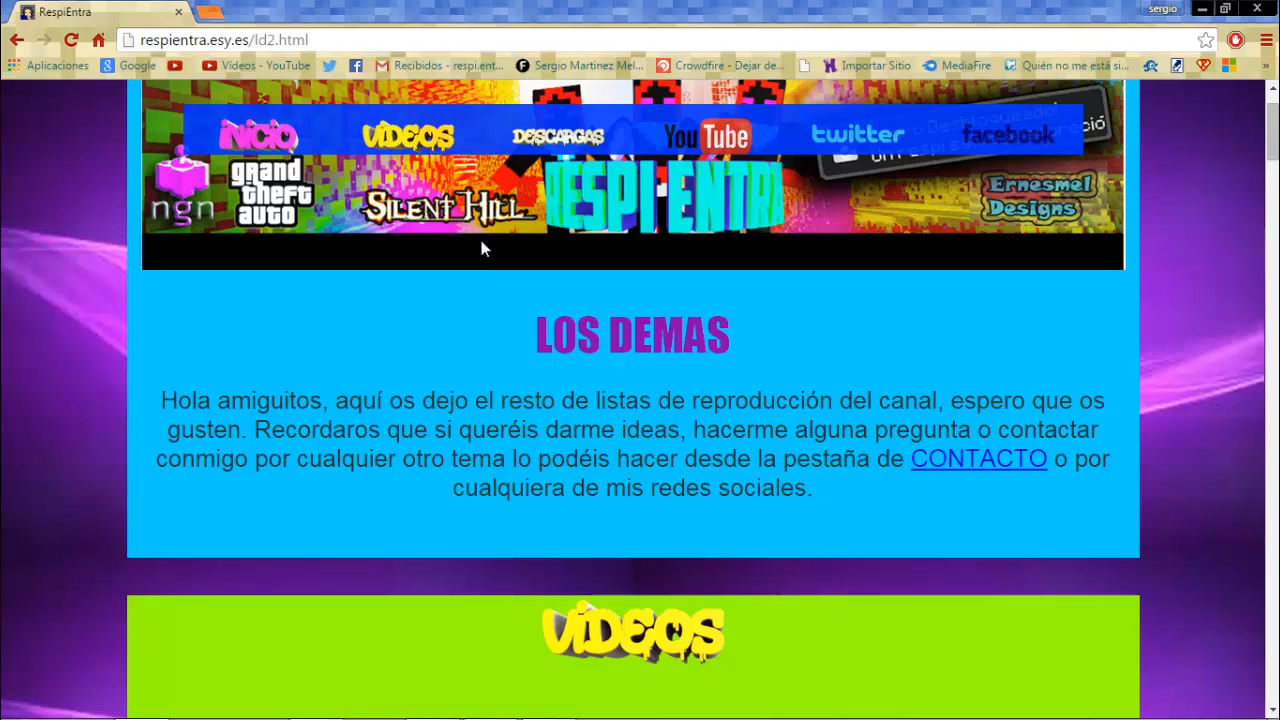 RespiEntra
sergio
respientra.esy.es/ld2.html
Aplicaciones Google Vídeos - YouTube Recibidos - respi.ent... Sergio Martinez Mel... Crowdfire - Dejar de... Importar Sitio MediaFire Quién no me está si... »
INICIO VÍDEOS DESCARGAS YouTube twitter facebook
ngn
grand
theft
auto
SILENT HILL
RESPI ENTRA
Ernesmel
Designs
LOS DEMAS
Hola amiguitos, aquí os dejo el resto de listas de reproducción del canal, espero que os
gusten. Recordaros que si queréis darme ideas, hacerme alguna pregunta o contactar
conmigo por cualquier otro tema lo podéis hacer desde la pestaña de CONTACTO o por
cualquiera de mis redes sociales.
VÍDEOS